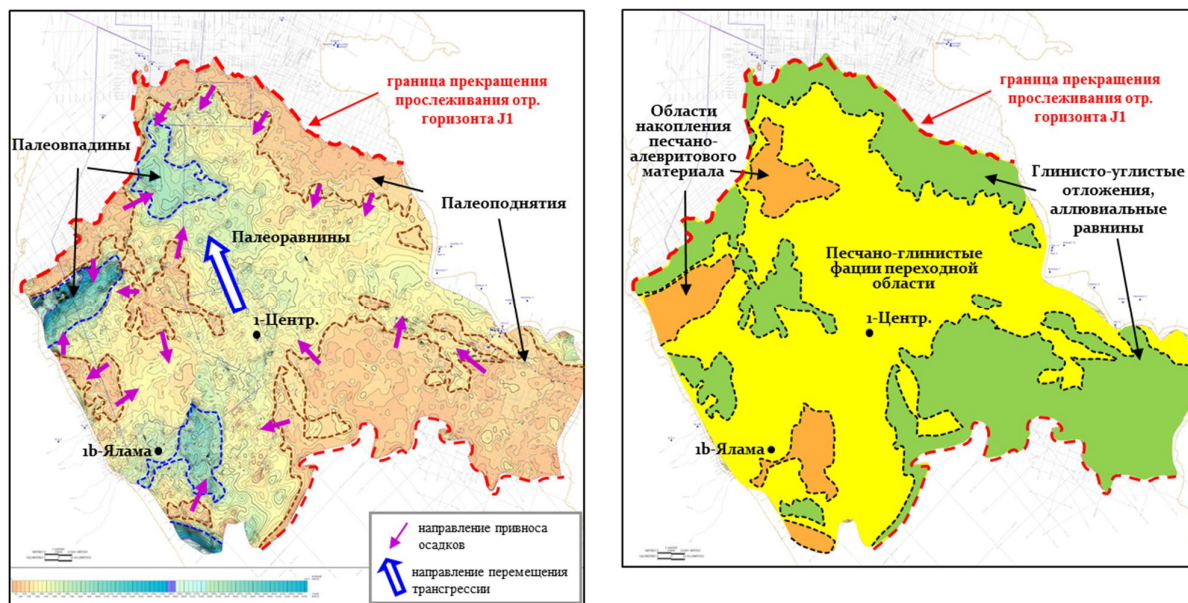 граница прекращения
прослеживания отр.
горизонта J1
Палеовпадины
Палеоподнятия
Палеоравнины
1-Центр.
1b-Ялама
направление привноса
осадков
направление перемещения
трансгрессии
граница прекращения
прослеживания отр.
горизонта J1
Области
накопления
песчано-
алевритового
материала
Глинисто-углистые
отложения,
аллювиальные
равнины
Песчано-глинистые
фации переходной
области
1-Центр.
1b-Ялама